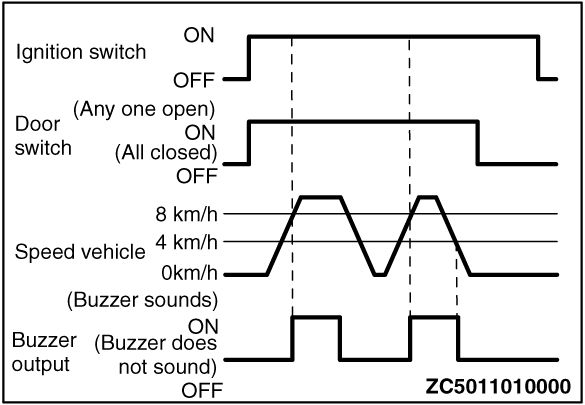 ON
Ignition switch
OFF
(Any one open)
Door
switch
ON
(All closed)
OFF
8 km/h
4 km/h
Speed vehicle
0km/h
(Buzzer sounds)
ON
Buzzer
output
(Buzzer does
not sound)
OFF
ZC5011010000